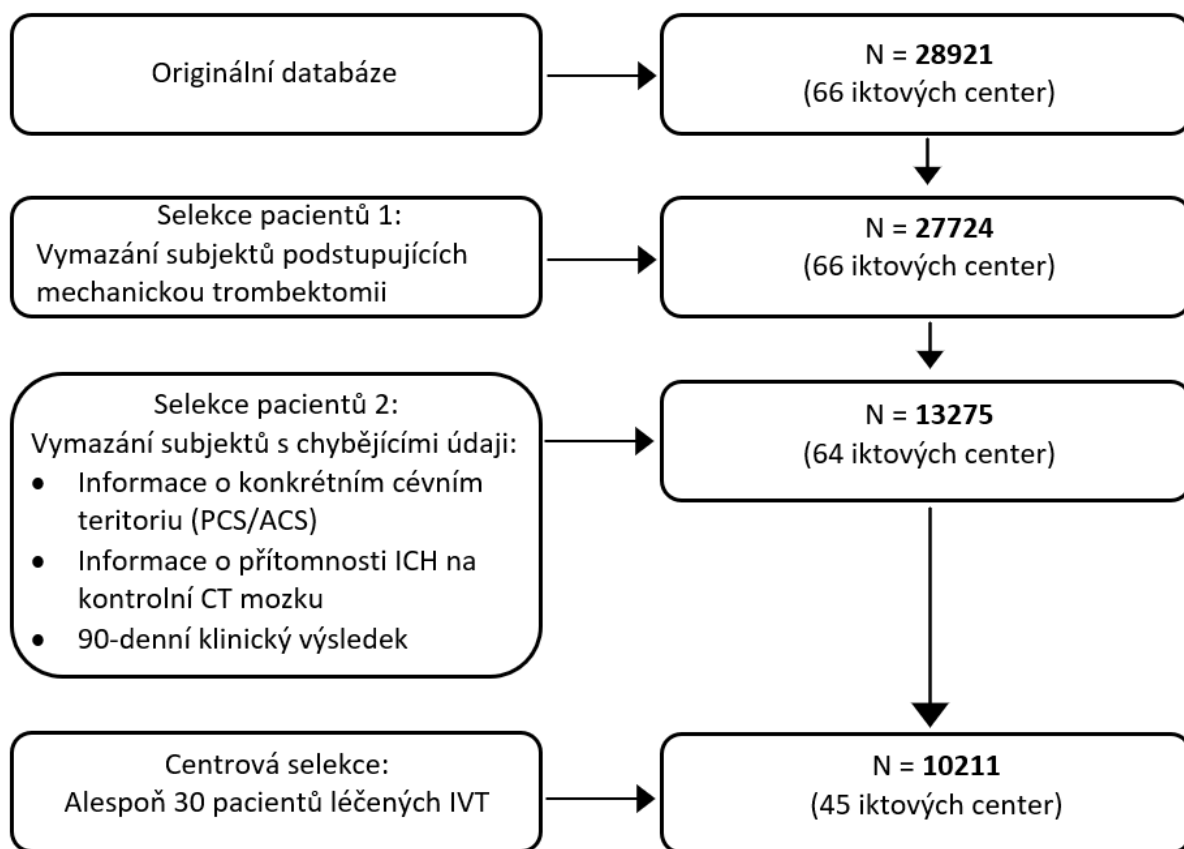 Originální databáze
N = 28921
(66 iktových center)
Selekce pacientů 1:
Vymazání subjektů podstupujících
mechanickou trombektomii
N = 27724
(66 iktových center)
Selekce pacientů 2:
Vymazání subjektů s chybějícími údaji:
• Informace o konkrétním cévním
teritoriu (PCS/ACS)
• Informace o přítomnosti ICH na
kontrolní CT mozku
• 90-denní klinický výsledek
N = 13275
(64 iktových center)
Centrová selekce:
Alespoň 30 pacientů léčených IVT
N = 10211
(45 iktových center)